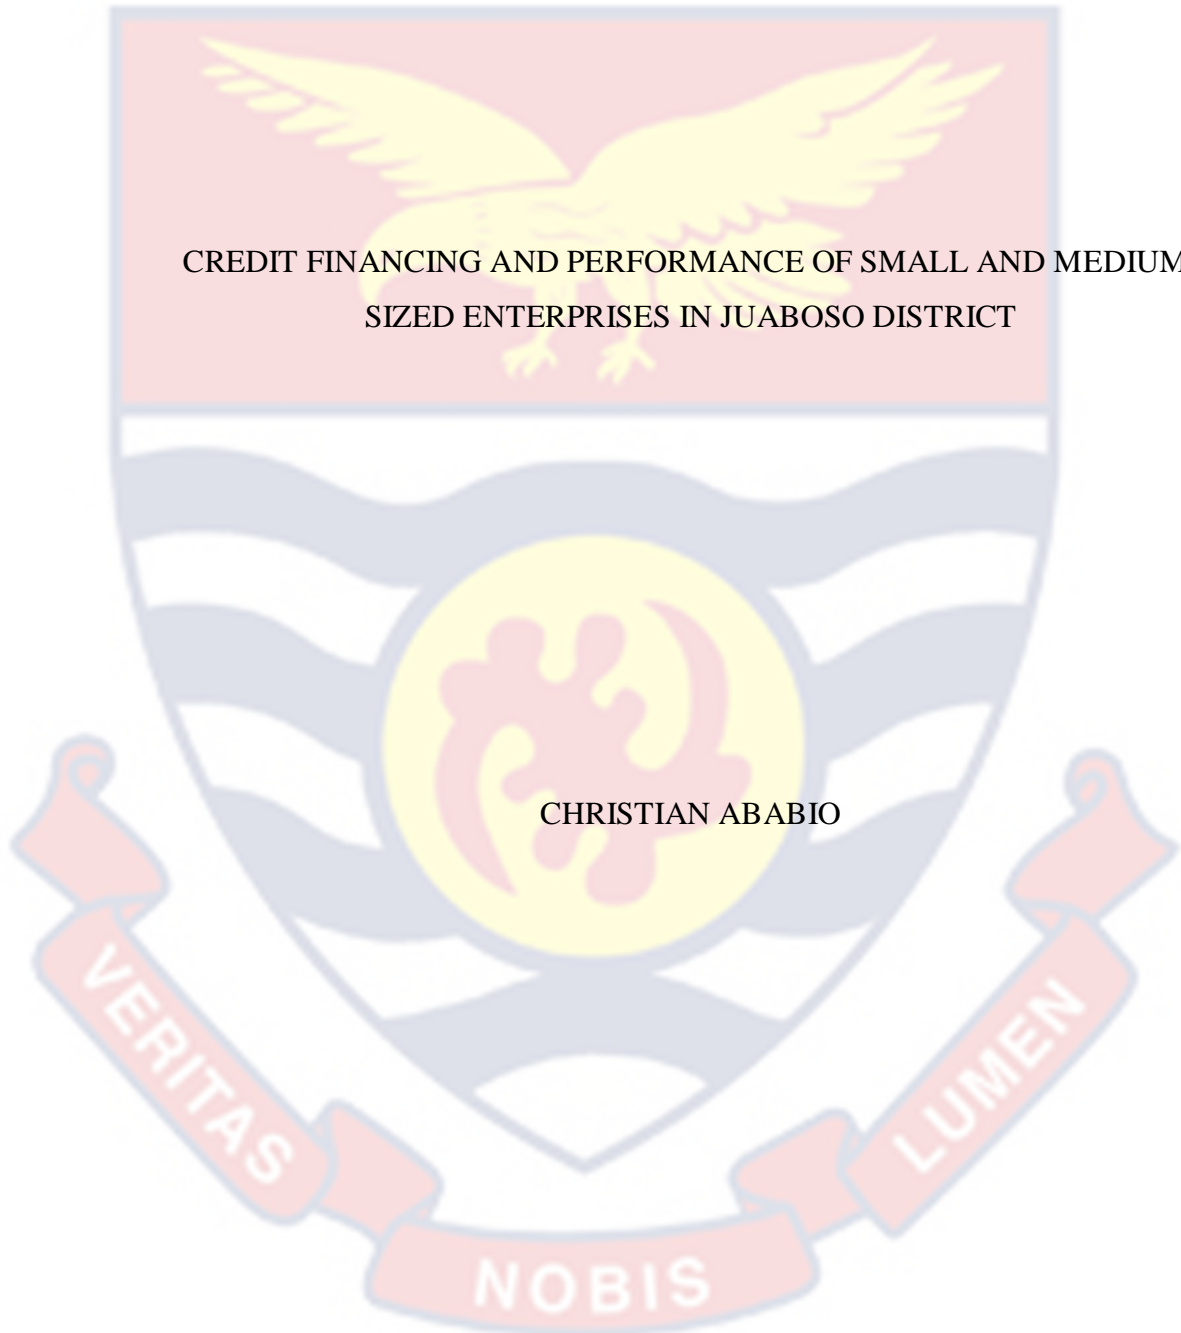 CREDIT FINANCING AND PERFORMANCE OF SMALL AND MEDIUM
SIZED ENTERPRISES IN JUABOSO DISTRICT
CHRISTIAN ABABIO
VERITAS
NOBIS
LUMEN